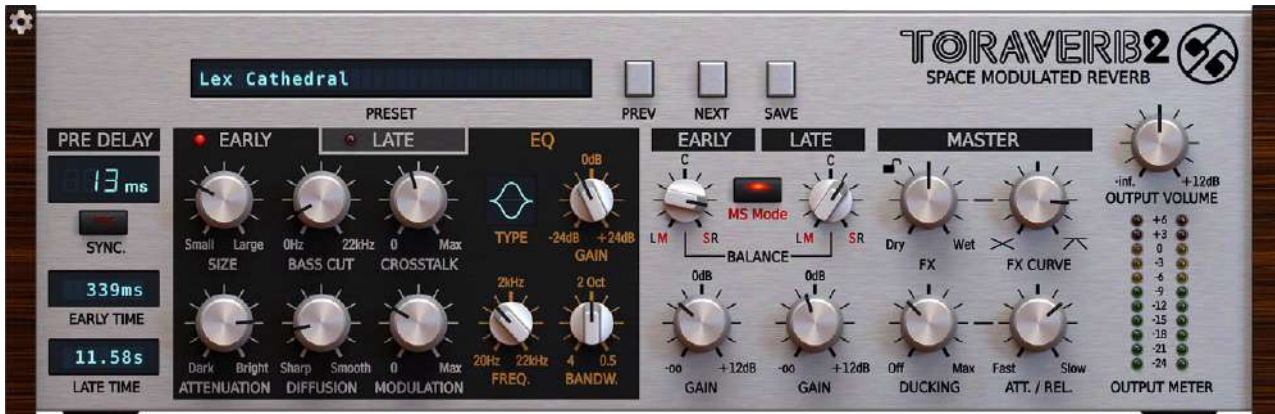 TORAVERB2
SPACE MODULATED REVERB
Lex Cathedral
PRESET
PREV
NEXT
SAVE
PRE DELAY
13 ms
SYNC.
339ms
EARLY TIME
11.58s
LATE TIME
EARLY
LATE
Small Large
SIZE
0Hz 22kHz
BASS CUT
0 Max
CROSSTALK
Dark Bright
ATTENUATION
Sharp Smooth
DIFFUSION
0 Max
MODULATION
EQ
TYPE
0dB
-24dB +24dB
GAIN
2kHz
20Hz 22kHz
FREQ.
2 Oct
4 0.5
BANDW.
EARLY
LATE
C
LM SR
MS Mode
C
LM SR
BALANCE
0dB
-oo +12dB
GAIN
0dB
-oo +12dB
GAIN
MASTER
Dry Wet
FX
FX CURVE
Off Max
DUCKING
Fast Slow
ATT. / REL.
-inf. +12dB
OUTPUT VOLUME
+6
+3
0
-3
-6
-9
-12
-15
-18
-21
-24
OUTPUT METER